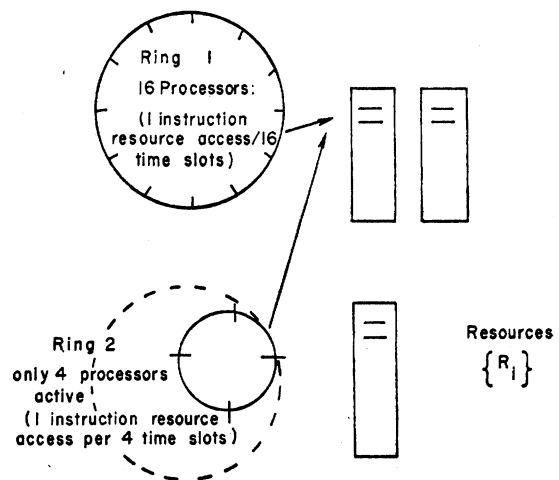 Ring 1
16 Processors:
(1 instruction
resource access/16
time slots)
Ring 2
only 4 processors
active
(1 instruction resource
access per 4 time slots)
Resources
{Ri}